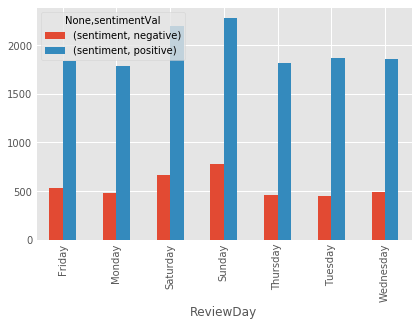 None,sentimentVal
(sentiment, negative)
(sentiment, positive)
2000
1500
1000
500
0
Friday
Monday
Saturday
Sunday
Thursday
Tuesday
Wednesday
ReviewDay